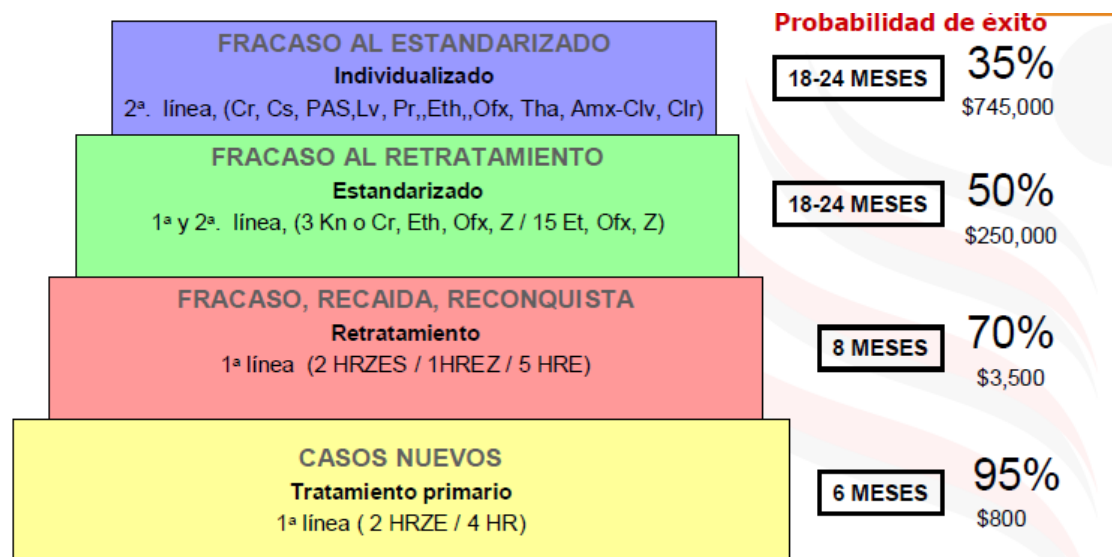 Probabilidad de éxito
FRACASO AL ESTANDARIZADO
Individualizado
2ª. línea, (Cr, Cs, PAS,Lv, Pr,,Eth,,Ofx, Tha, Amx-Clv, Clr)
18-24 MESES
35%
$745,000
FRACASO AL RETRATAMIENTO
Estandarizado
1ª y 2ª. línea, (3 Kn o Cr, Eth, Ofx, Z / 15 Et, Ofx, Z)
18-24 MESES
50%
$250,000
FRACASO, RECAIDA, RECONQUISTA
Retratamiento
1ª línea (2 HRZES / 1HREZ / 5 HRE)
8 MESES
70%
$3,500
CASOS NUEVOS
Tratamiento primario
1ª línea ( 2 HRZE / 4 HR)
6 MESES
95%
$800